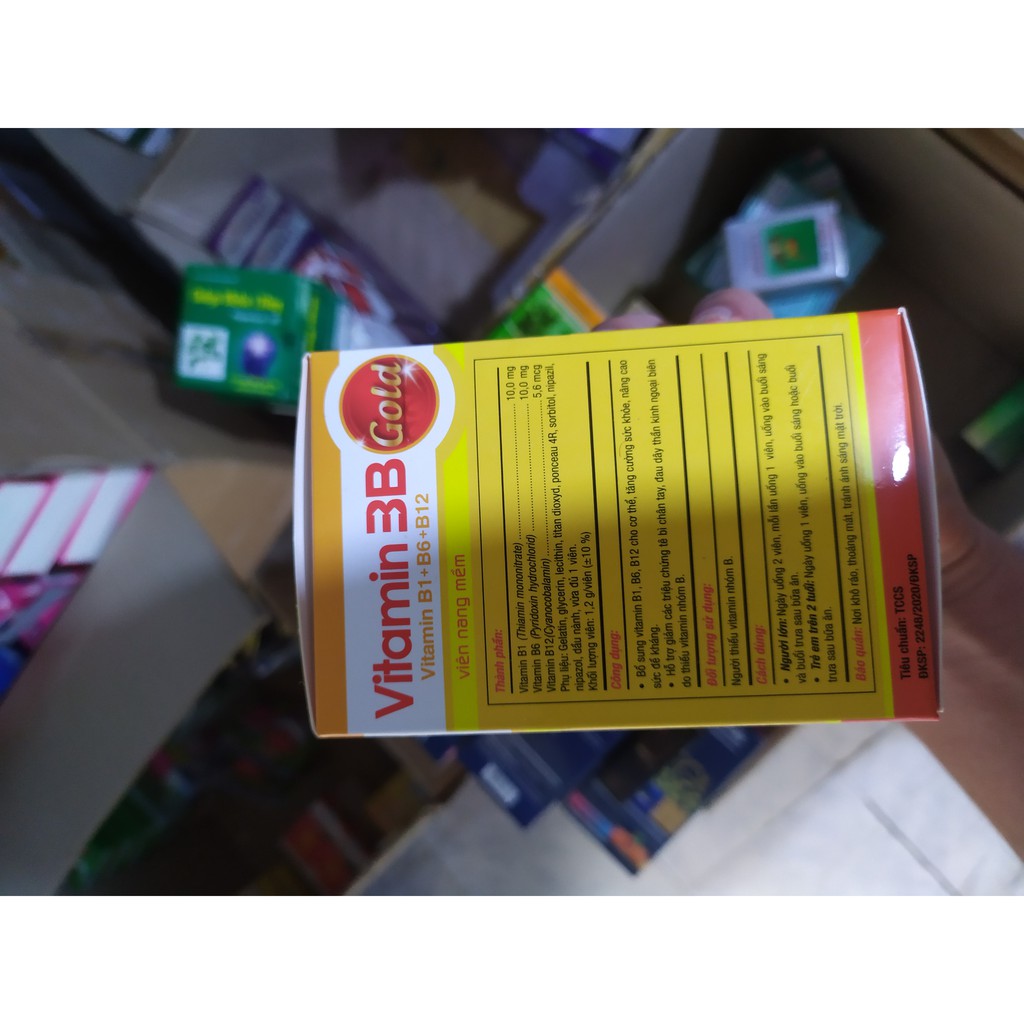 Vitamin 3B
Gold
Vitamin B1+B6+B12
viên nang mềm
Thành phần:
Vitamin B1 (Thiamin mononitrate)........................10,0 mg
Vitamin B6 (Pyridoxin hydrochlorid)........................10,0 mg
Vitamin B12(Cyanocobalamin)........................5,6 mcg
Phụ liệu: Gelatin, glycerin, lecithin, titan dioxyd, ponceau 4R, sorbitol, nipazil,
nipazol, dầu nành, vừa đủ 1 viên.
Khối lượng viên: 1,2 g/viên (±10 %)
Công dụng:
• Bổ sung vitamin B1, B6, B12 cho cơ thể, tăng cường sức khỏe, nâng cao
sức đề kháng.
• Hỗ trợ giảm các triệu chứng tê bì chân tay, đau dây thần kinh ngoại biên
do thiếu vitamin nhóm B.
Đối tượng sử dụng:
Người thiếu vitamin nhóm B.
Cách dùng:
• Người lớn: Ngày uống 2 viên, mỗi lần uống 1 viên, uống vào buổi sáng
và buổi trưa sau bữa ăn.
• Trẻ em trên 2 tuổi: Ngày uống 1 viên, uống vào buổi sáng hoặc buổi
trưa sau bữa ăn.
Bảo quản: Nơi khô ráo, thoáng mát, tránh ánh sáng mặt trời.
Tiêu chuẩn: TCCS
ĐKSP: 2248/2020/ĐKSP